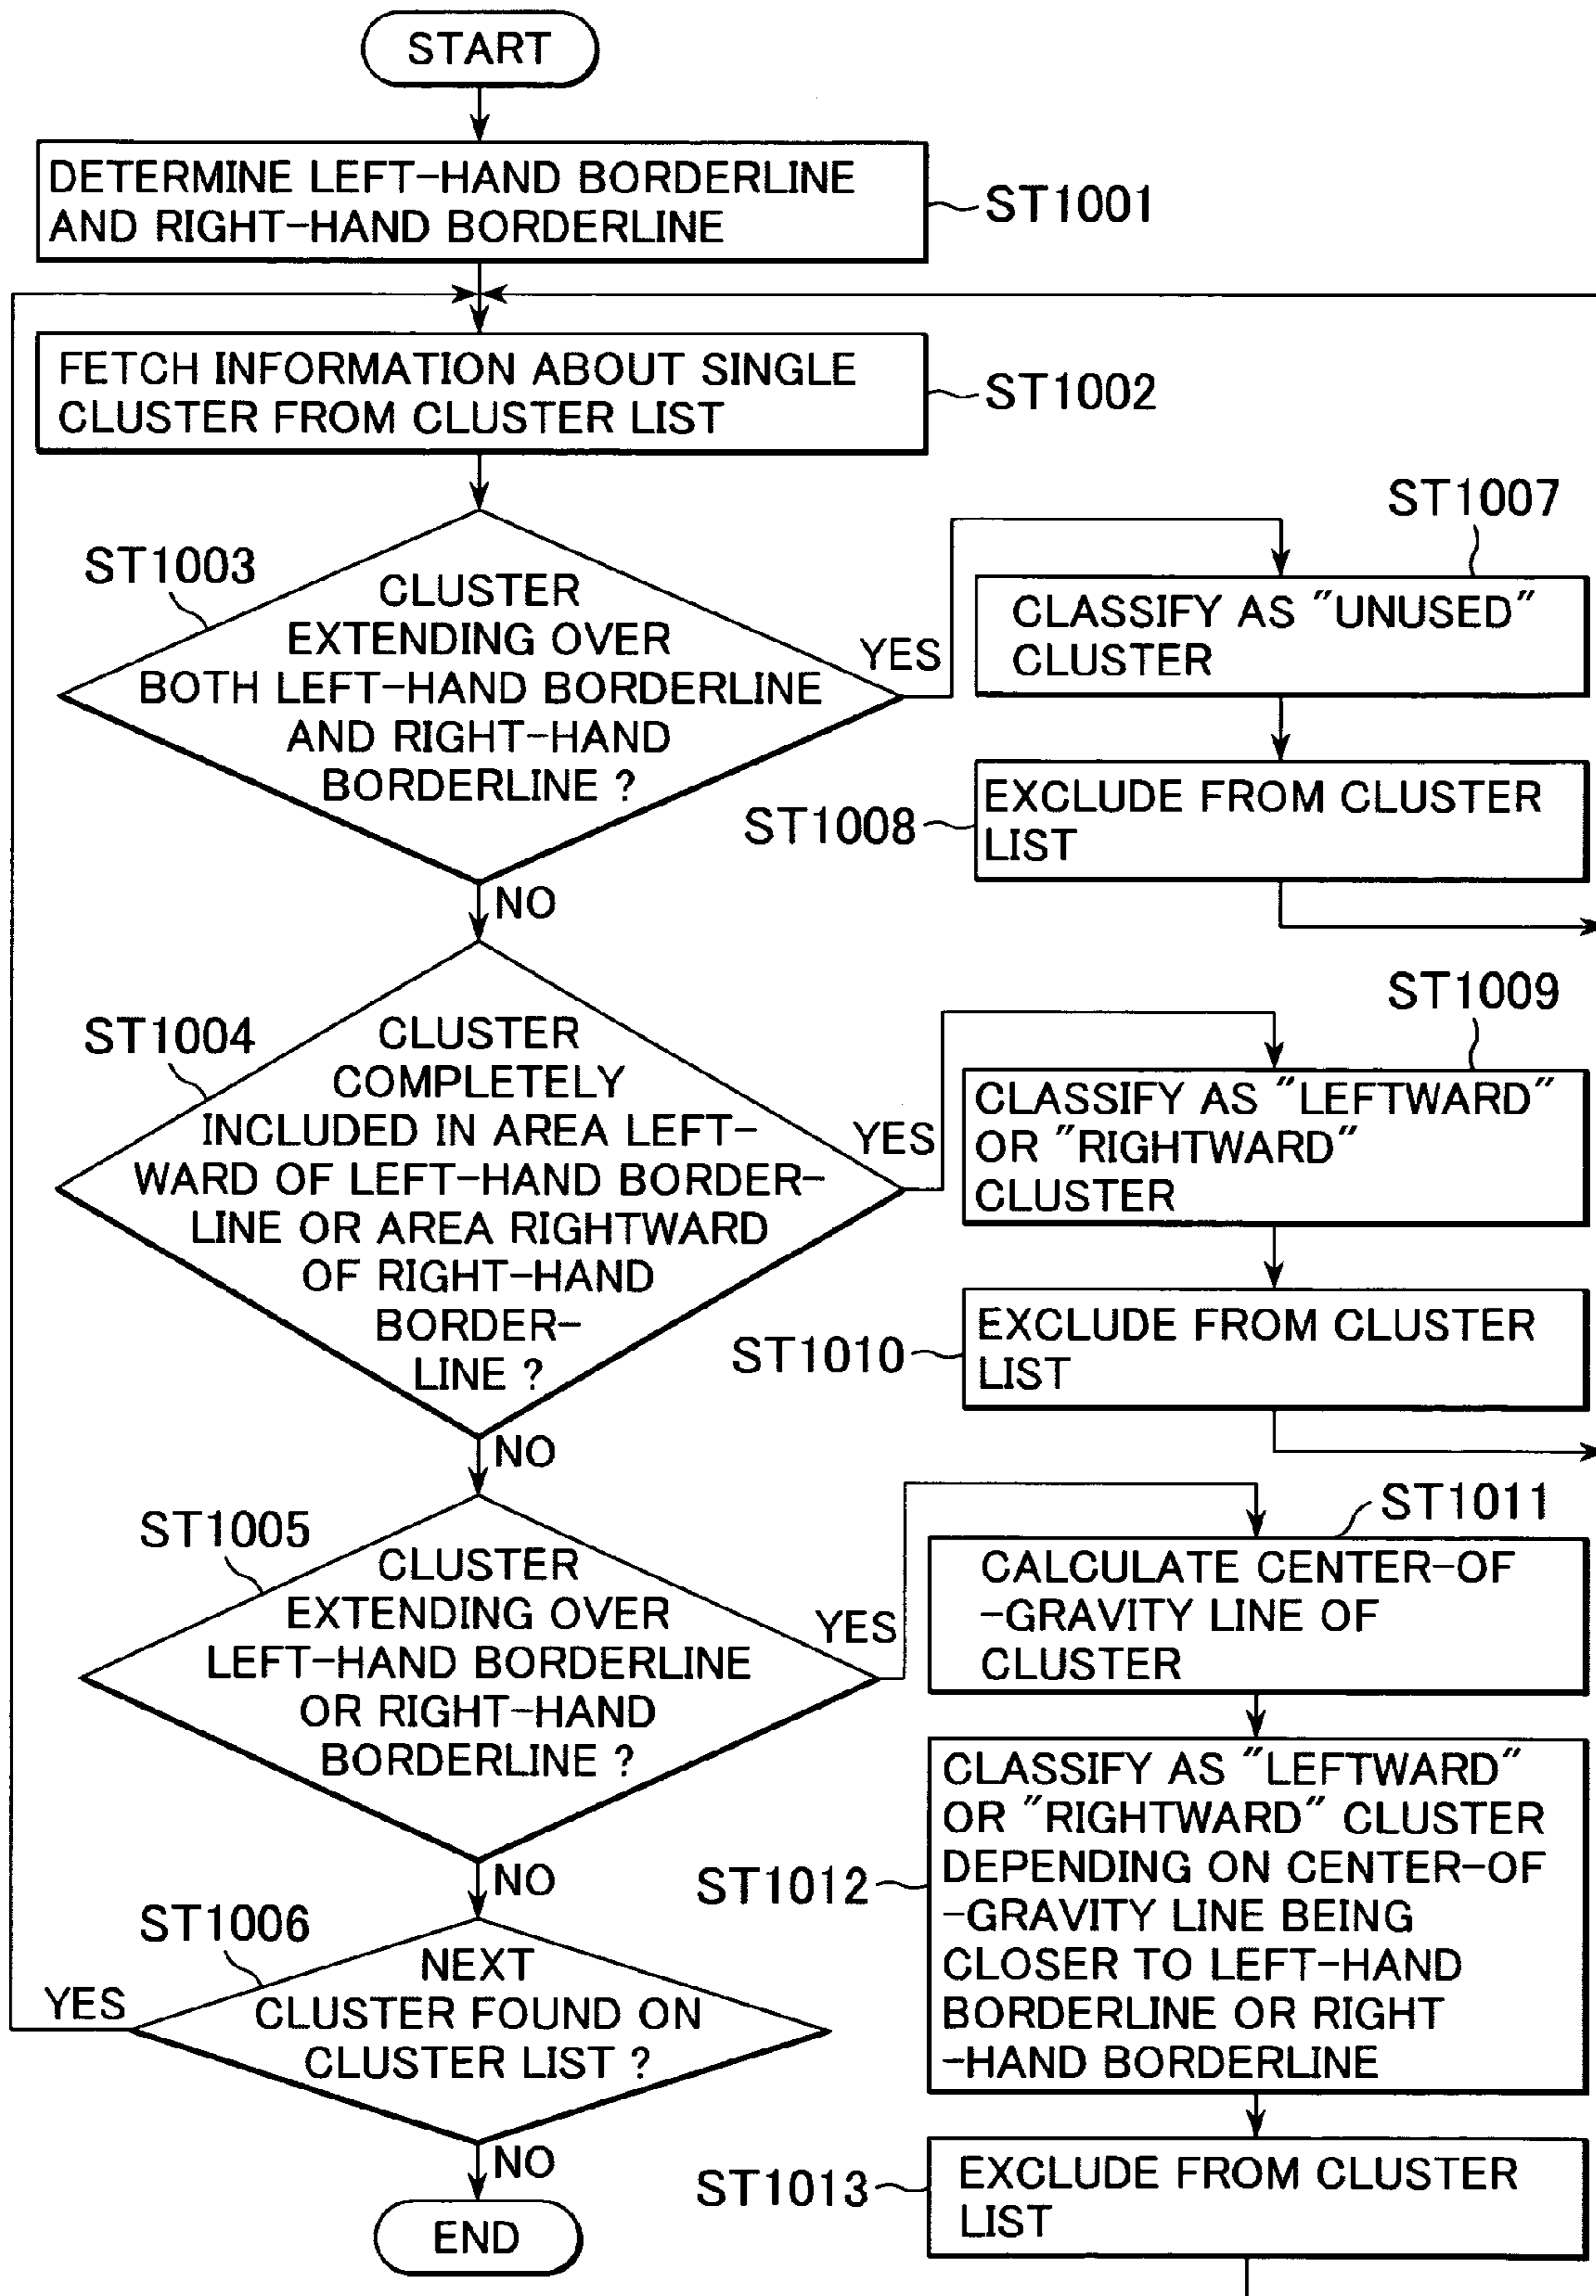 START
DETERMINE LEFT-HAND BORDERLINE
AND RIGHT-HAND BORDERLINE
ST1001
FETCH INFORMATION ABOUT SINGLE
CLUSTER FROM CLUSTER LIST
ST1002
ST1003
CLUSTER
EXTENDING OVER
BOTH LEFT-HAND BORDERLINE
AND RIGHT-HAND
BORDERLINE ?
YES
NO
ST1007
CLASSIFY AS "UNUSED"
CLUSTER
ST1008
EXCLUDE FROM CLUSTER
LIST
ST1004
CLUSTER
COMPLETELY
INCLUDED IN AREA LEFT-
WARD OF LEFT-HAND BORDER-
LINE OR AREA RIGHTWARD
OF RIGHT-HAND
BORDER-
LINE ?
YES
NO
ST1009
CLASSIFY AS "LEFTWARD"
OR "RIGHTWARD"
CLUSTER
ST1010
EXCLUDE FROM CLUSTER
LIST
ST1005
CLUSTER
EXTENDING OVER
LEFT-HAND BORDERLINE
OR RIGHT-HAND
BORDERLINE ?
YES
NO
ST1011
CALCULATE CENTER-OF
-GRAVITY LINE OF
CLUSTER
ST1012
CLASSIFY AS "LEFTWARD"
OR "RIGHTWARD" CLUSTER
DEPENDING ON CENTER-OF
-GRAVITY LINE BEING
CLOSER TO LEFT-HAND
BORDERLINE OR RIGHT
-HAND BORDERLINE
ST1006
NEXT
CLUSTER FOUND ON
CLUSTER LIST ?
YES
NO
ST1013
EXCLUDE FROM CLUSTER
LIST
END